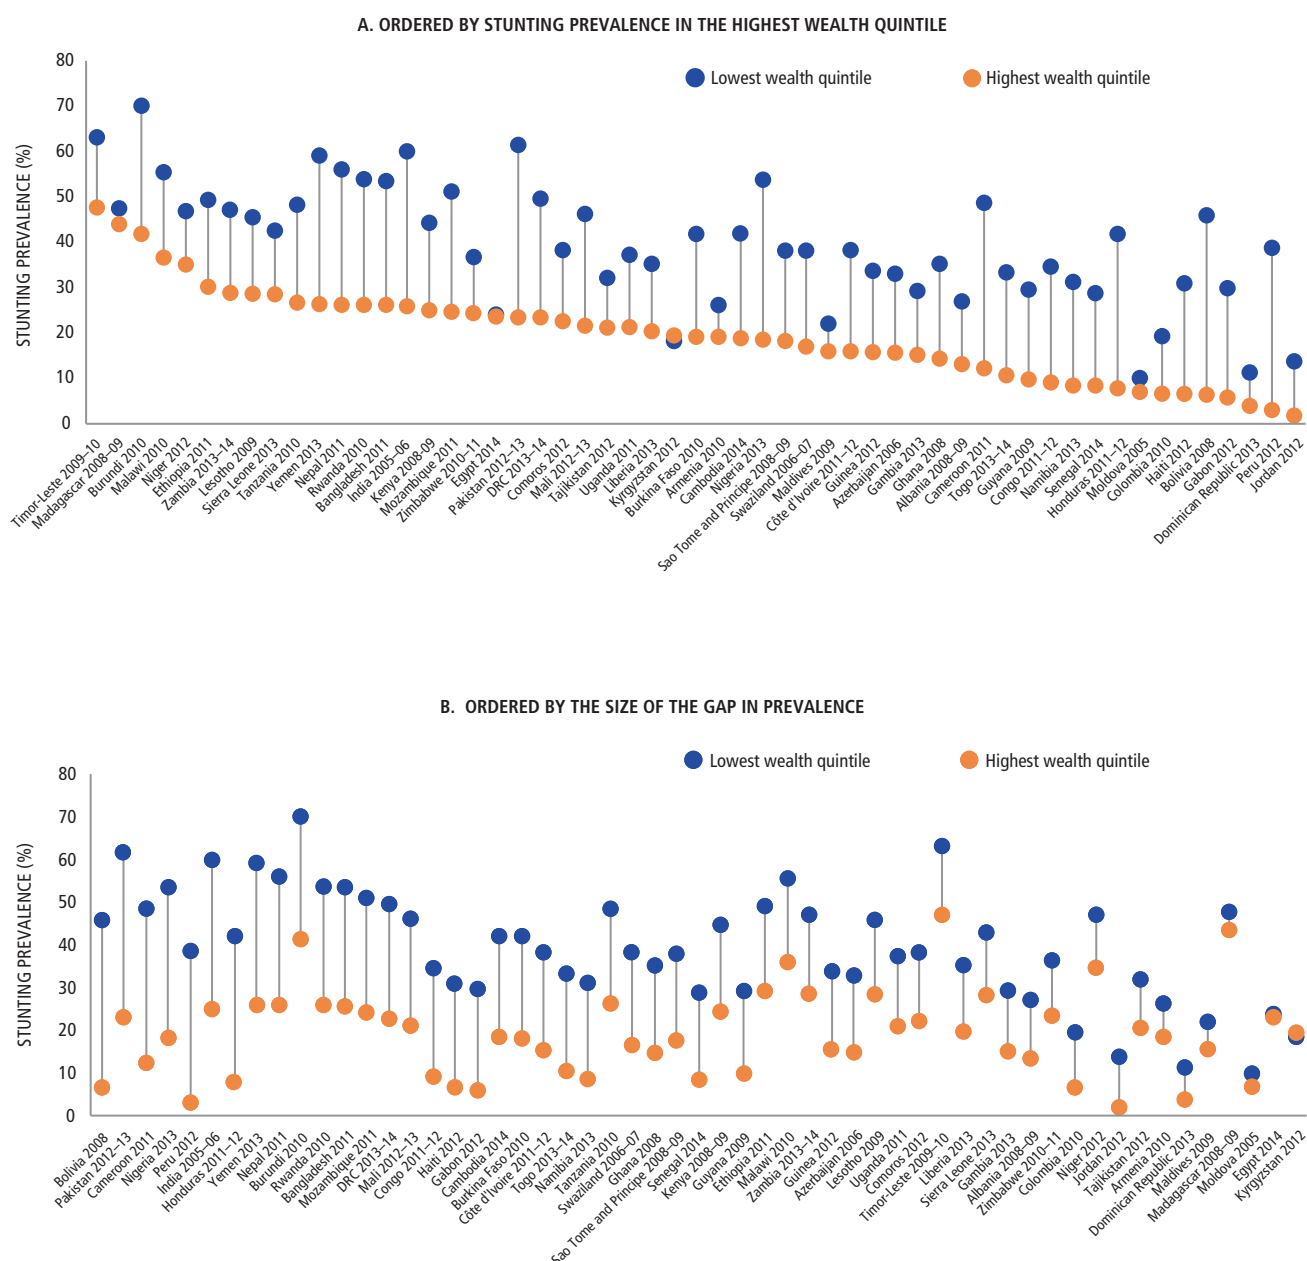 A. ORDERED BY STUNTING PREVALENCE IN THE HIGHEST WEALTH QUINTILE
Lowest wealth quintile
Highest wealth quintile
STUNTING PREVALENCE (%)
80
70
60
50
40
30
20
10
0
Timor-Leste 2009–10
Madagascar 2008–09
Burundi 2010
Malawi 2010
Niger 2012
Ethiopia 2011
Zambia 2013–14
Lesotho 2009
Sierra Leone 2013
Tanzania 2010
Yemen 2013
Nepal 2011
Rwanda 2010
Bangladesh 2011
India 2005–06
Kenya 2008-09
Mozambique 2011
Zimbabwe 2010–11
Egypt 2014
Pakistan 2012–13
DRC 2013–14
Comoros 2012
Mali 2012–13
Tajikistan 2012
Uganda 2011
Liberia 2013
Kyrgyzstan 2012
Burkina Faso 2010
Armenia 2010
Cambodia 2014
Nigeria 2013
Sao Tome and Principe 2008–09
Swaziland 2006–07
Maldives 2009
Côte d'Ivoire 2011–12
Guinea 2012
Azerbaijan 2006
Gambia 2013
Ghana 2008
Albania 2008–09
Cameroon 2011
Togo 2013–14
Guyana 2009
Congo 2011–12
Namibia 2013
Senegal 2014
Honduras 2011–12
Moldova 2005
Colombia 2010
Haiti 2012
Bolivia 2008
Gabon 2012
Dominican Republic 2013
Peru 2012
Jordan 2012
B. ORDERED BY THE SIZE OF THE GAP IN PREVALENCE
Lowest wealth quintile
Highest wealth quintile
STUNTING PREVALENCE (%)
80
70
60
50
40
30
20
10
0
Bolivia 2008
Pakistan 2012–13
Cameroon 2011
Nigeria 2013
Peru 2012
India 2005–06
Honduras 2011–12
Yemen 2013
Nepal 2011
Burundi 2010
Rwanda 2010
Bangladesh 2011
Mozambique 2011
DRC 2013–14
Mali 2012–13
Congo 2011–12
Haiti 2012
Gabon 2012
Cambodia 2014
Burkina Faso 2010
Côte d'Ivoire 2011–12
Togo 2013–14
Namibia 2013
Tanzania 2010
Swaziland 2006–07
Ghana 2008
Sao Tome and Principe 2008–09
Senegal 2014
Kenya 2008–09
Guyana 2009
Ethiopia 2011
Malawi 2010
Zambia 2013–14
Guinea 2012
Azerbaijan 2006
Lesotho 2009
Uganda 2011
Comoros 2012
Timor-Leste 2009–10
Liberia 2013
Sierra Leone 2013
Gambia 2013
Albania 2008–09
Zimbabwe 2010–11
Colombia 2010
Niger 2012
Jordan 2012
Tajikistan 2012
Armenia 2010
Dominican Republic 2013
Maldives 2009
Madagascar 2008–09
Moldova 2005
Egypt 2014
Kyrgyzstan 2012